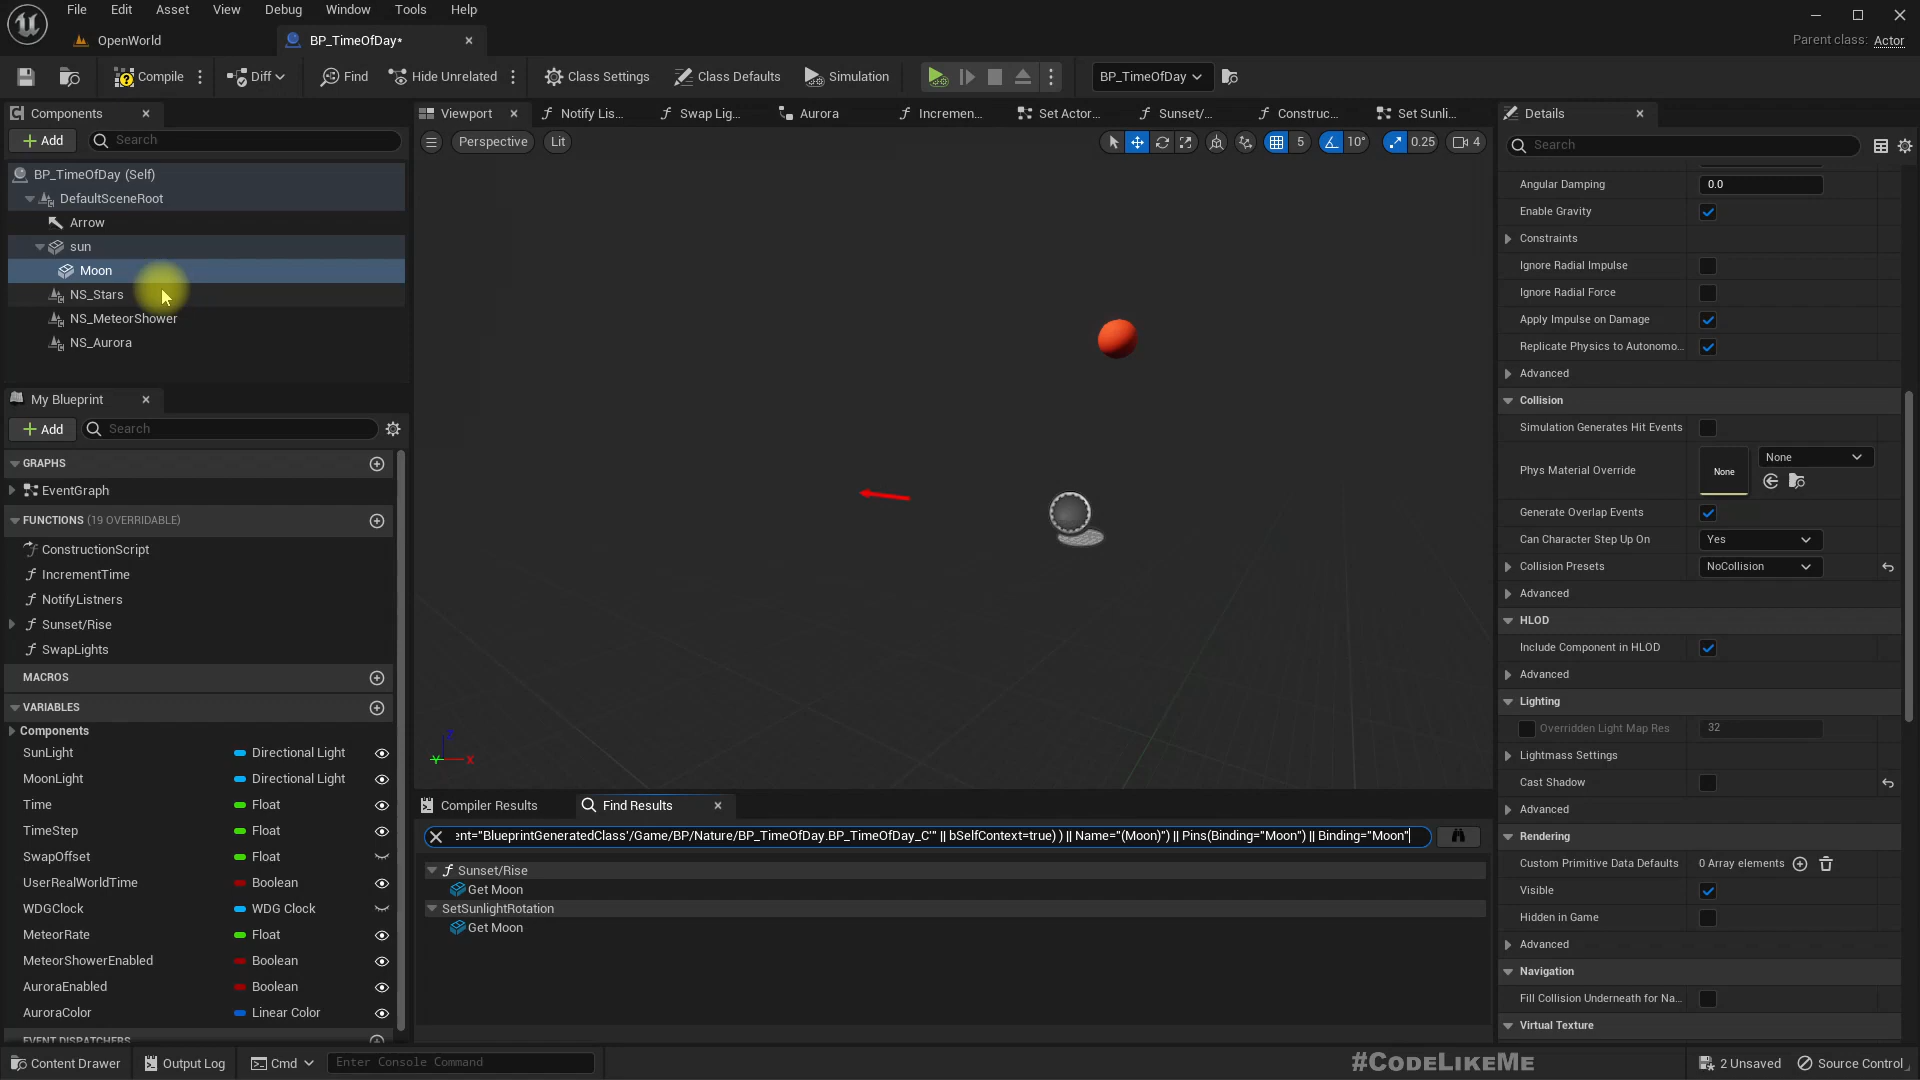 File Edit Asset View Debug Window Tools Help
OpenWorld
BP_TimeOfDay*
Parent class: Actor
Compile
Diff
Find
Hide Unrelated
Class Settings
Class Defaults
Simulation
BP_TimeOfDay
Components
Add
Search
BP_TimeOfDay (Self)
DefaultSceneRoot
Arrow
sun
Moon
NS_Stars
NS_MeteorShower
NS_Aurora
My Blueprint
Add
Search
GRAPHS
EventGraph
FUNCTIONS (19 OVERRIDABLE)
ConstructionScript
IncrementTime
NotifyListners
Sunset/Rise
SwapLights
MACROS
VARIABLES
Components
SunLight Directional Light
MoonLight Directional Light
Time Float
TimeStep Float
SwapOffset Float
UserRealWorldTime Boolean
WDGClock WDG Clock
MeteorRate Float
MeteorShowerEnabled Boolean
AuroraEnabled Boolean
AuroraColor Linear Color
EVENT DISPATCHERS
Viewport
Notify Lis...
Swap Lig...
Aurora
Incremen...
Set Actor...
Sunset/...
Construc...
Set Sunli...
Perspective
Lit
5
10°
0.25
4
Z
Y
X
Compiler Results
Find Results
ent="BlueprintGeneratedClass'/Game/BP/Nature/BP_TimeOfDay.BP_TimeOfDay_C'" || bSelfContext=true) ) || Name="(Moon)") || Pins(Binding="Moon") || Binding="Moon"
Sunset/Rise
Get Moon
SetSunlightRotation
Get Moon
Details
Search
Angular Damping 0.0
Enable Gravity
Constraints
Ignore Radial Impulse
Ignore Radial Force
Apply Impulse on Damage
Replicate Physics to Autonomo...
Advanced
Collision
Simulation Generates Hit Events
Phys Material Override None None
Generate Overlap Events
Can Character Step Up On Yes
Collision Presets NoCollision
Advanced
HLOD
Include Component in HLOD
Advanced
Lighting
Overridden Light Map Res 32
Lightmass Settings
Cast Shadow
Advanced
Rendering
Custom Primitive Data Defaults 0 Array elements
Visible
Hidden in Game
Advanced
Navigation
Fill Collision Underneath for Na...
Virtual Texture
Content Drawer
Output Log
Cmd
Enter Console Command
#CODELIKEME
2 Unsaved
Source Control